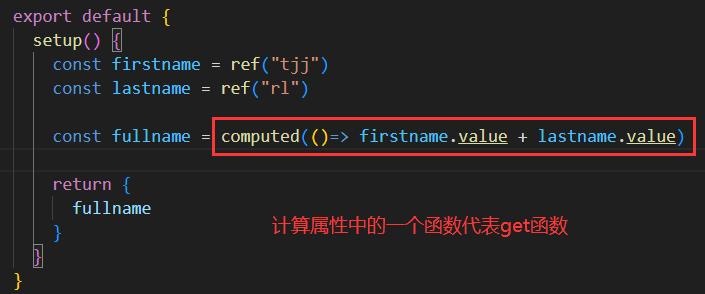 export default {
setup() {
const firstname = ref("tjj")
const lastname = ref("rl")
const fullname = computed(()=> firstname.value + lastname.value)
return {
fullname
}
计算属性中的一个函数代表get函数
}
}